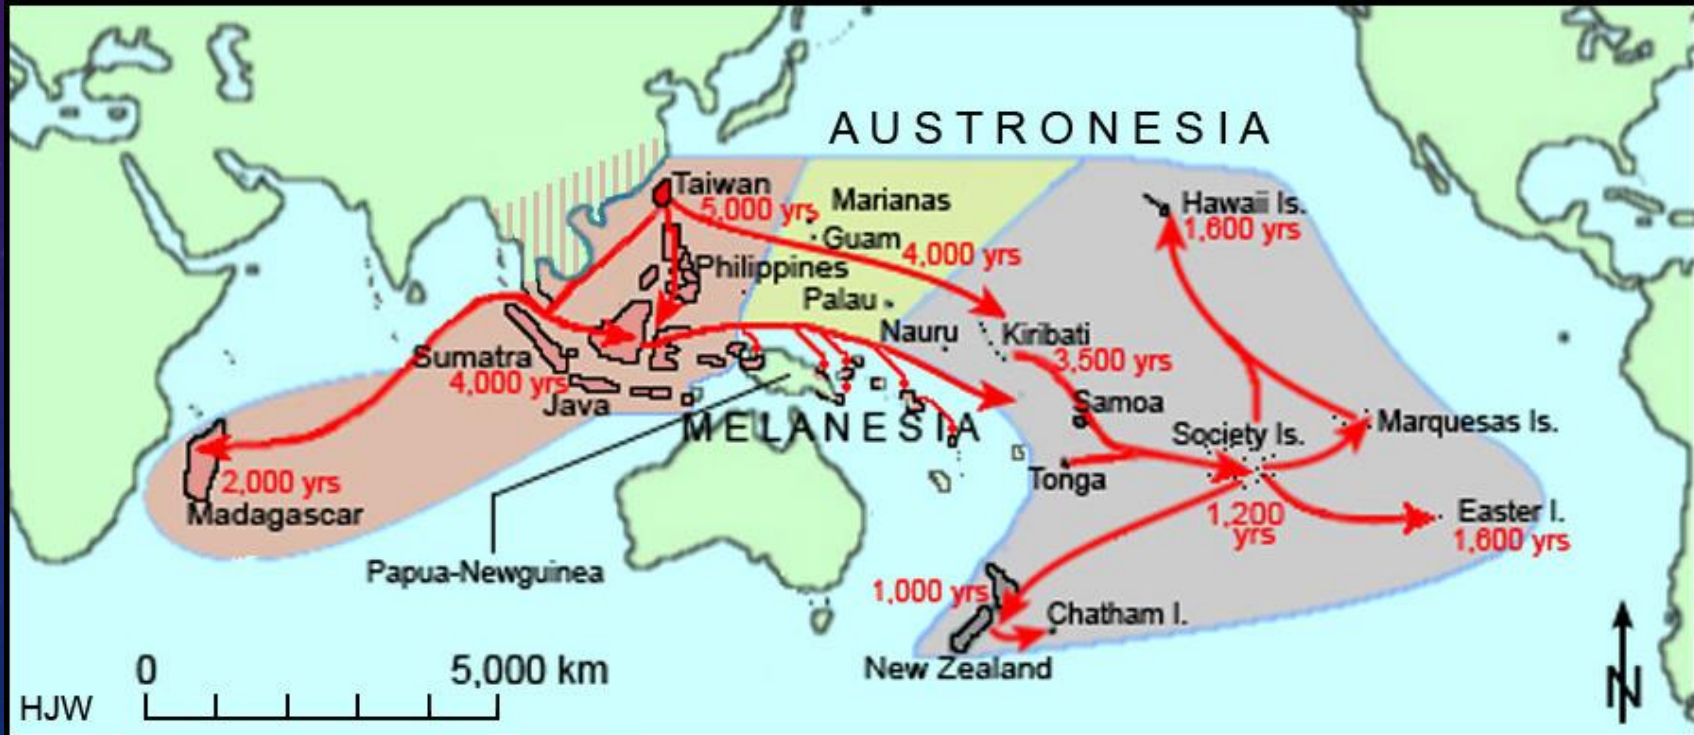 AUSTRONESIA
Taiwan
5,000 yrs
Marianas
Guam
4,000 yrs
Hawaii Is.
1,600 yrs
Philippines
Palau
Nauru
Kiribati
3,500 yrs
Sumatra
4,000 yrs
Java
Samoa
MELANESIA
Society Is.
Marquesas Is.
Tonga
2,000 yrs
Madagascar
1,200
yrs
Easter I.
1,600 yrs
Papua-Newguinea
1,000 yrs
Chatham I.
New Zealand
0
5,000 km
HJW
N